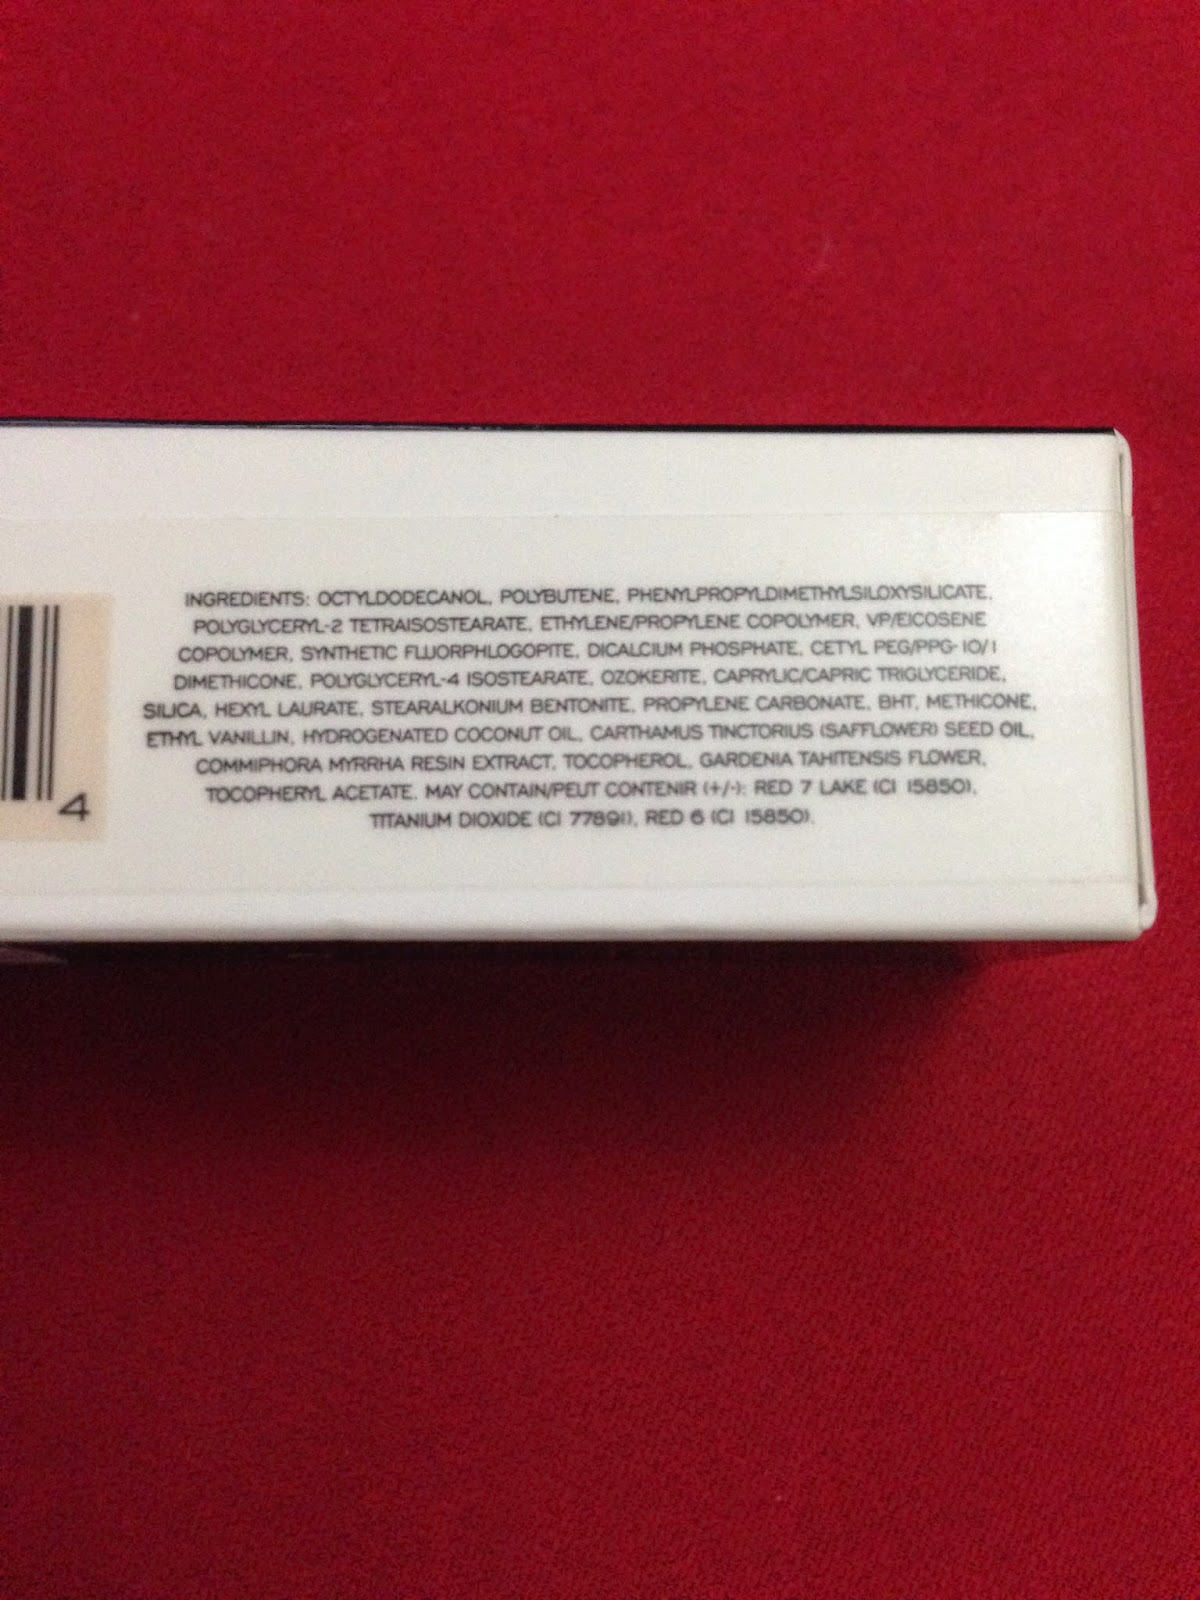 INGREDIENTS: OCTYLDODECANOL, POLYBUTENE, PHENYLPROPYLDIMETHYLSILOXYSILICATE,
POLYGLYCERYL-2 TETRAISOSTEARATE, ETHYLENE/PROPYLENE COPOLYMER, VP/EICOSENE
COPOLYMER, SYNTHETIC FLUORPHLOGOPITE, DICALCIUM PHOSPHATE, CETYL PEG/PPG-10/1
DIMETHICONE, POLYGLYCERYL-4 ISOSTEARATE, OZOKERITE, CAPRYLIC/CAPRIC TRIGLYCERIDE,
SILICA, HEXYL LAURATE, STEARALKONIUM BENTONITE, PROPYLENE CARBONATE, BHT, METHICONE,
ETHYL VANILLIN, HYDROGENATED COCONUT OIL, CARTHAMUS TINCTORIUS (SAFFLOWER) SEED OIL,
COMMIPHORA MYRRHA RESIN EXTRACT, TOCOPHEROL, GARDENIA TAHITENSIS FLOWER,
TOCOPHERYL ACETATE. MAY CONTAIN/PEUT CONTENIR (+/-): RED 7 LAKE (CI 15850),
TITANIUM DIOXIDE (CI 77891), RED 6 (CI 15850).
4